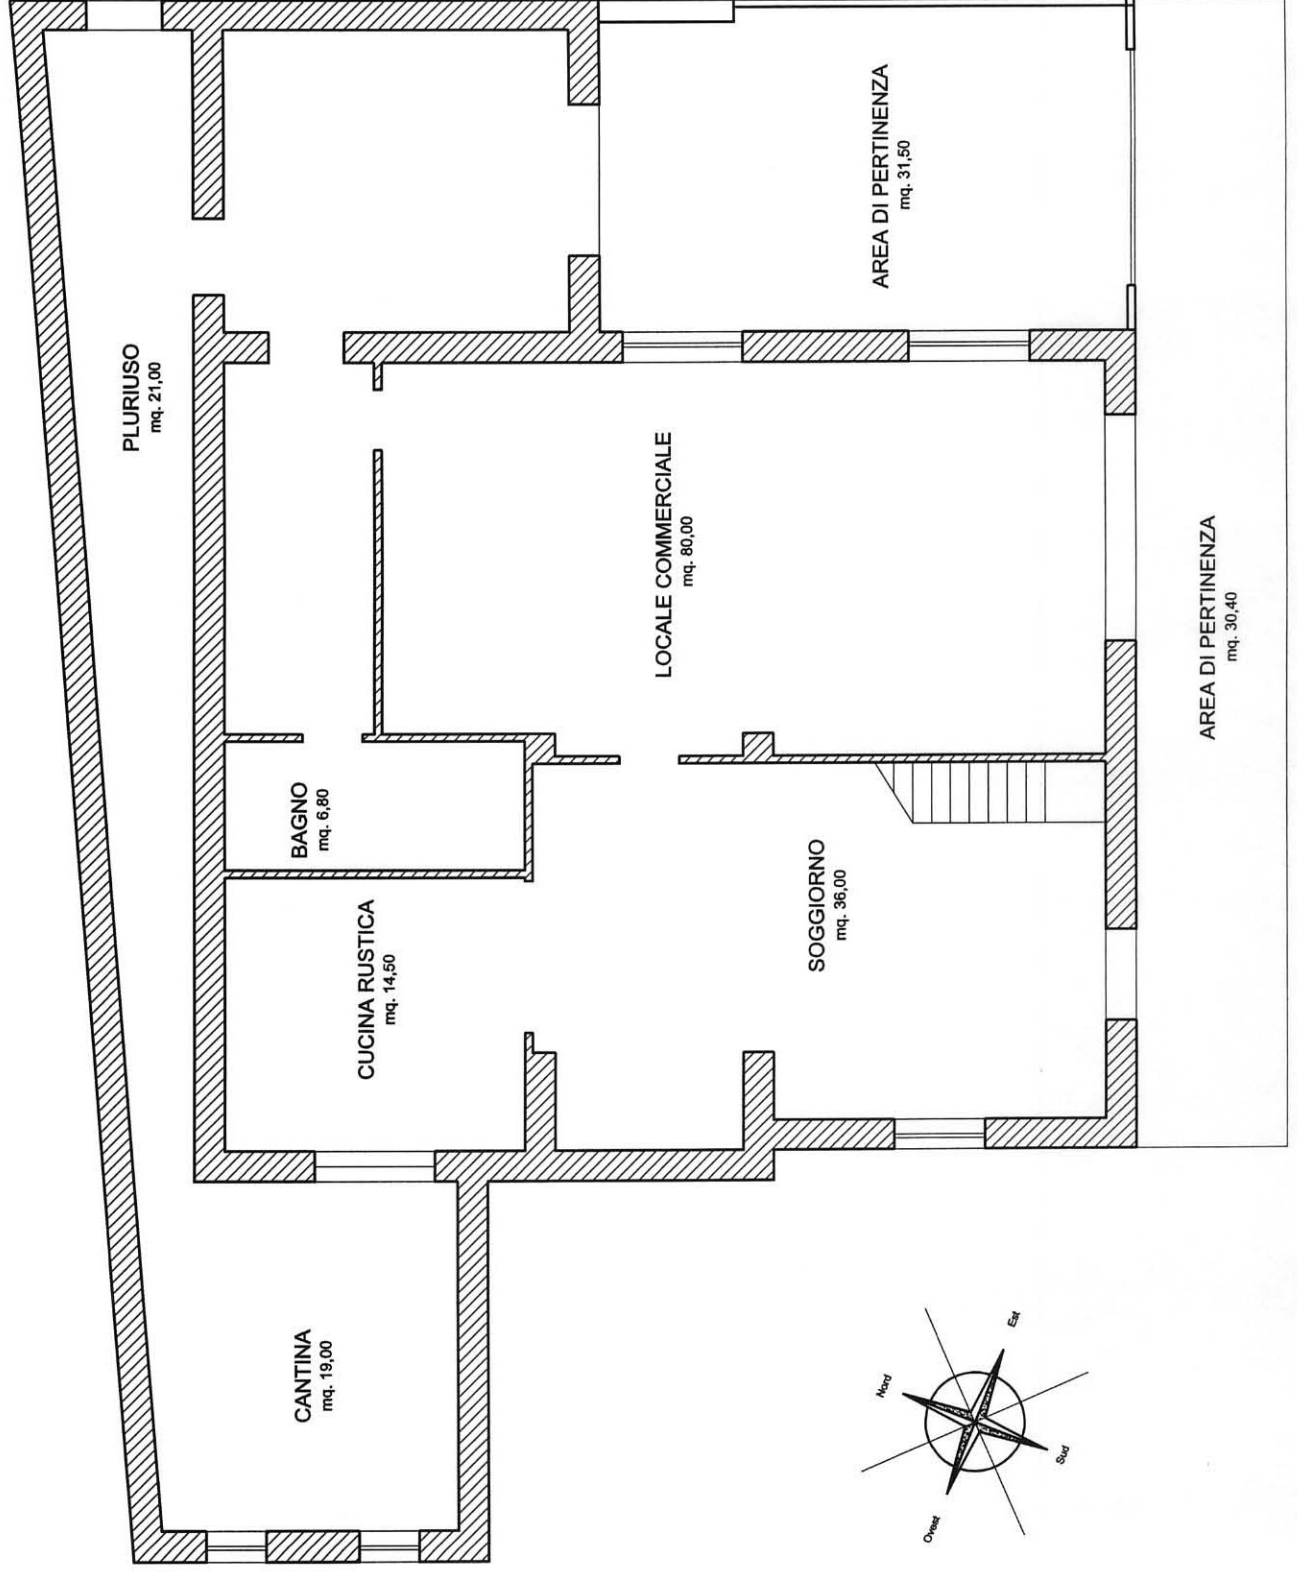 PLURIUSO
mq. 21,00
AREA DI PERTINENZA
mq. 31,50
LOCALE COMMERCIALE
mq. 80,00
AREA DI PERTINENZA
mq. 30,40
BAGNO
mq. 6,80
CUCINA RUSTICA
mq. 14,50
SOGGIORNO
mq. 36,00
CANTINA
mq. 19,00
Nord
Est
Sud
Ovest